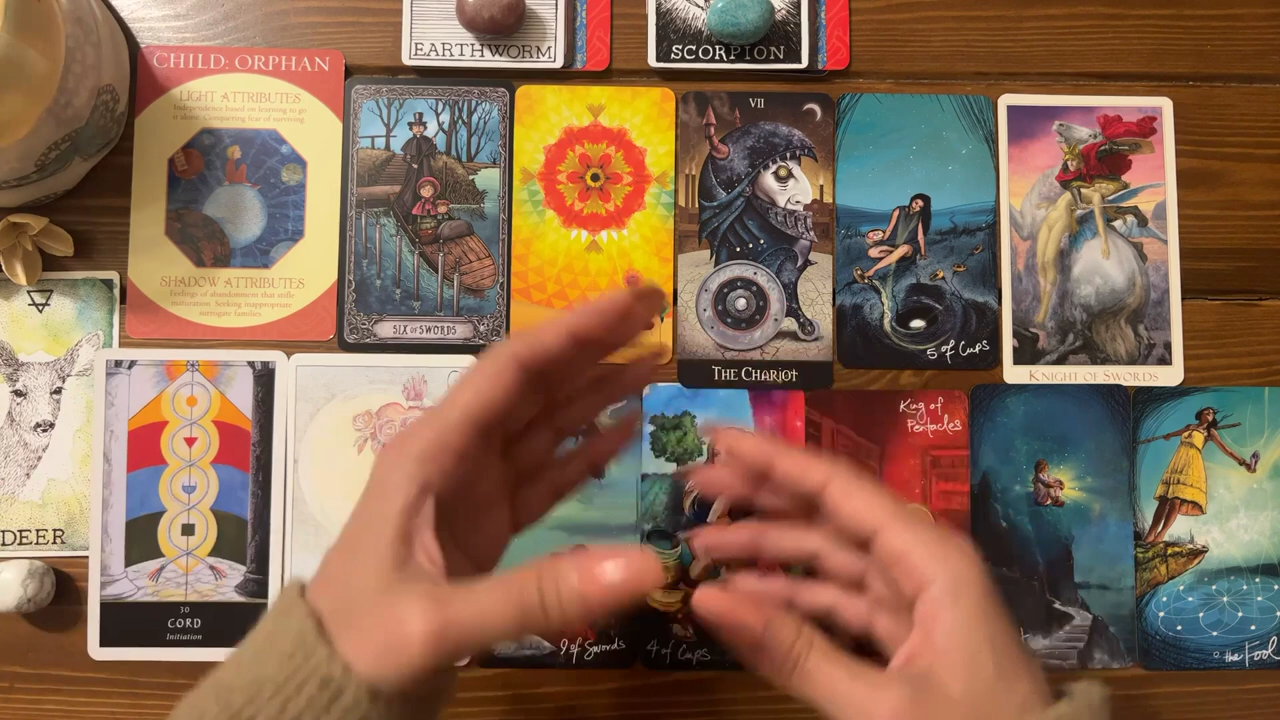 EARTHWORM
SCORPION
CHILD: ORPHAN
LIGHT ATTRIBUTES
Independence based on learning to go
it alone. Conquering fear of surviving.
SHADOW ATTRIBUTES
Feelings of abandonment that stifle
maturation. Seeking inappropriate
surrogate families.
SIX OF SWORDS
VII
THE CHARIOT
5 of Cups
KNIGHT OF SWORDS
DEER
30
CORD
Initiation
9 of Swords
4 of Cups
King of
Pentacles
0 the Fool